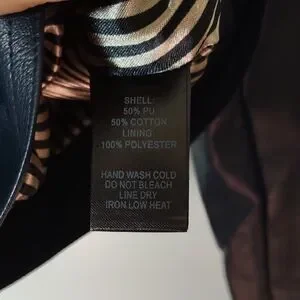 SHELL:
50% PU
50% COTTON
LINING
100% POLYESTER
HAND WASH COLD
DO NOT BLEACH
LINE DRY
IRON LOW HEAT